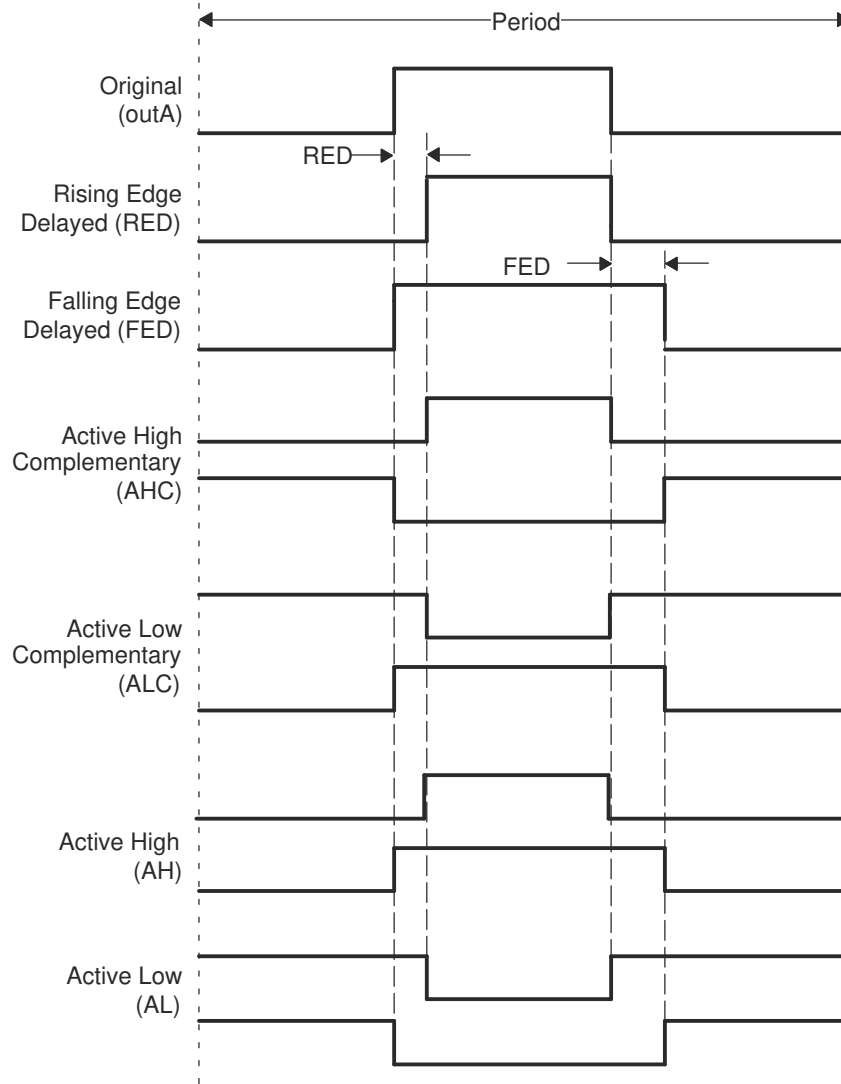 Period
Original
(outA)
RED
Rising Edge
Delayed (RED)
FED
Falling Edge
Delayed (FED)
Active High
Complementary
(AHC)
Active Low
Complementary
(ALC)
Active High
(AH)
Active Low
(AL)